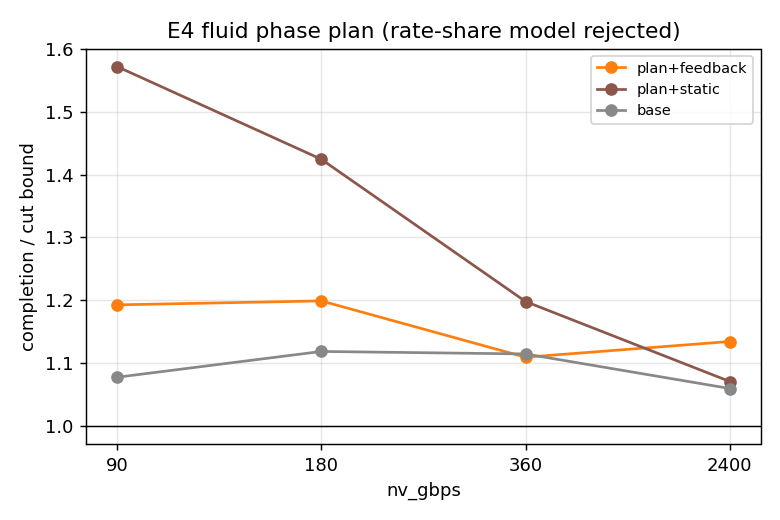 E4 fluid phase plan (rate-share model rejected)
plan+feedback
plan+static
base
completion / cut bound
1.6
1.5
1.4
1.3
1.2
1.1
1.0
90
180
360
2400
nv_gbps